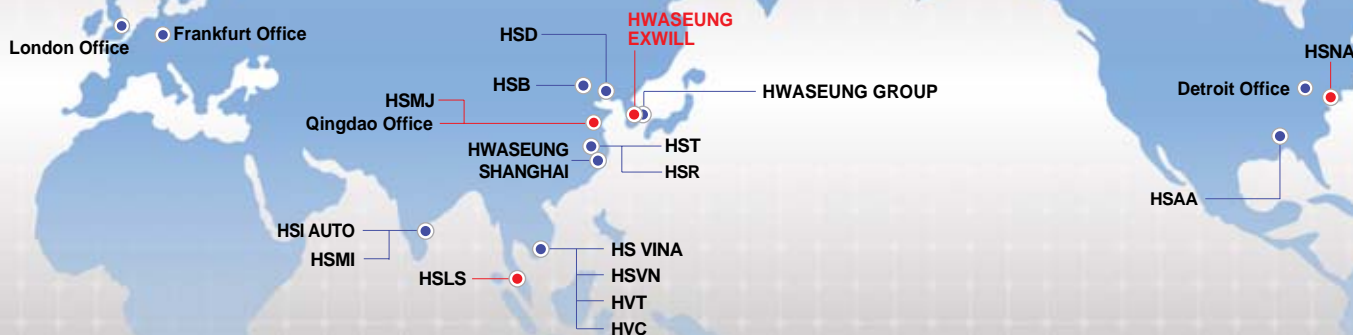 London Office
Frankfurt Office
HSD
HWASEUNG
EXWILL
HSB
HWASEUNG GROUP
HSMJ
Qingdao Office
HWASEUNG
SHANGHAI
HST
HSR
HSI AUTO
HSMI
HSLS
HS VINA
HSVN
HVT
HVC
HSNA
Detroit Office
HSAA